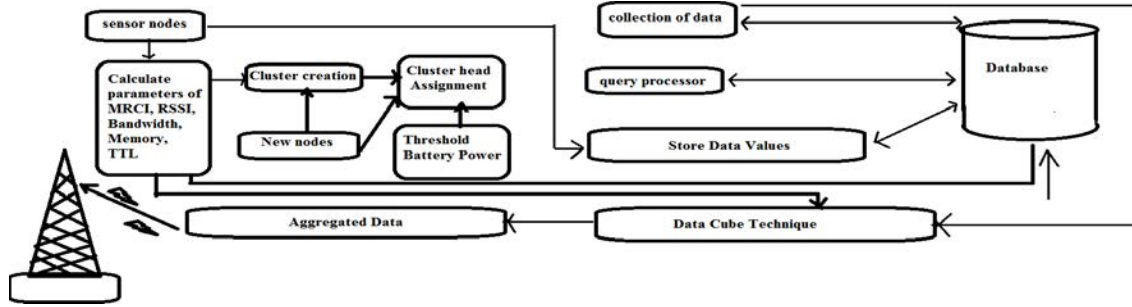 sensor nodes
Calculate
parameters of
MRCI, RSSI,
Bandwidth,
Memory,
TTL
Cluster creation
New nodes
Cluster head
Assignment
Threshold
Battery Power
collection of data
query processor
Store Data Values
Database
Aggregated Data
Data Cube Technique